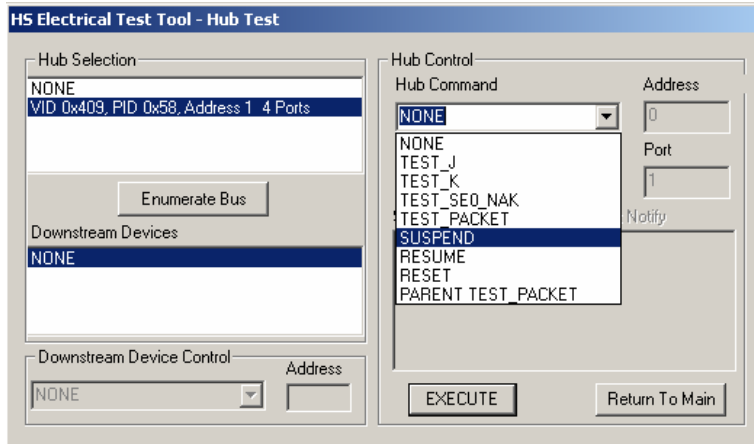 HS Electrical Test Tool - Hub Test
Hub Selection
NONE
VID 0x409, PID 0x58, Address 1 4 Ports
Enumerate Bus
Downstream Devices
NONE
Downstream Device Control
Address
NONE
Hub Control
Hub Command
Address
NONE
0
NONE
TEST_J
TEST_K
TEST_SE0_NAK
TEST_PACKET
SUSPEND
RESUME
RESET
PARENT TEST_PACKET
Port
1
Notify
EXECUTE
Return To Main